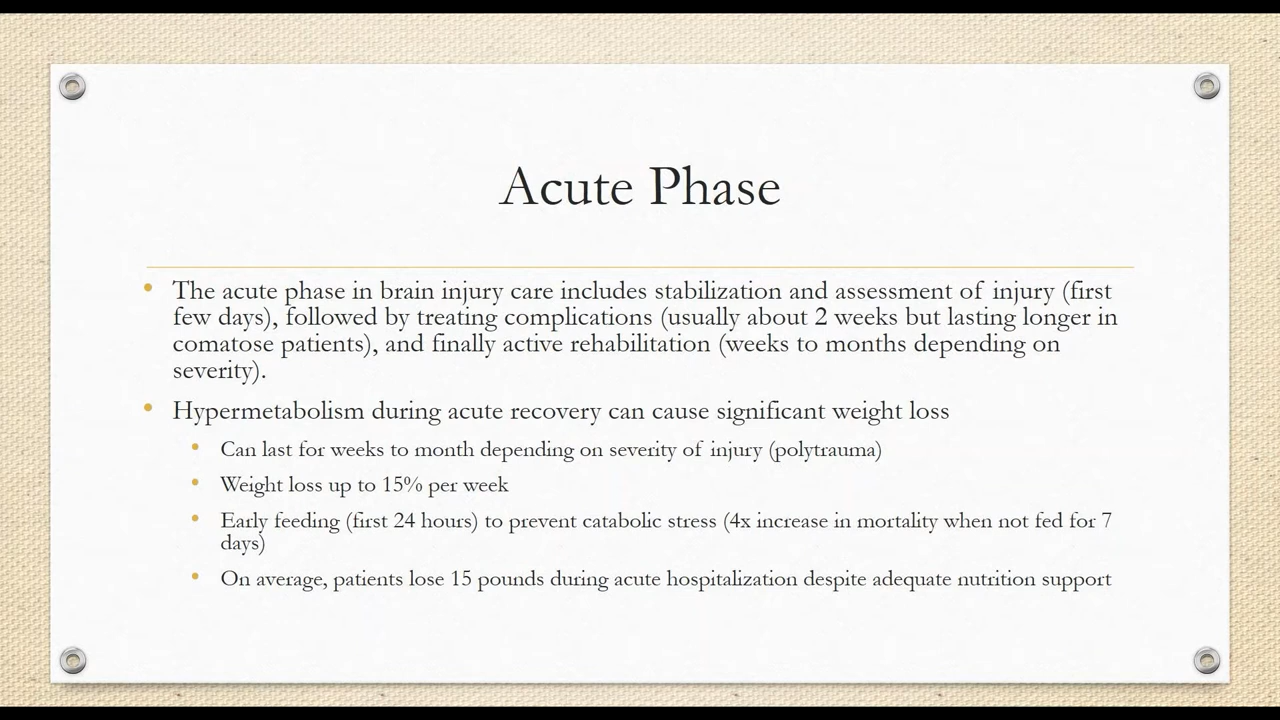 Acute Phase
The acute phase in brain injury care includes stabilization and assessment of injury (first
few days), followed by treating complications (usually about 2 weeks but lasting longer in
comatose patients), and finally active rehabilitation (weeks to months depending on
severity).
Hypermetabolism during acute recovery can cause significant weight loss
Can last for weeks to month depending on severity of injury (polytrauma)
Weight loss up to 15% per week
Early feeding (first 24 hours) to prevent catabolic stress (4x increase in mortality when not fed for 7
days)
On average, patients lose 15 pounds during acute hospitalization despite adequate nutrition support